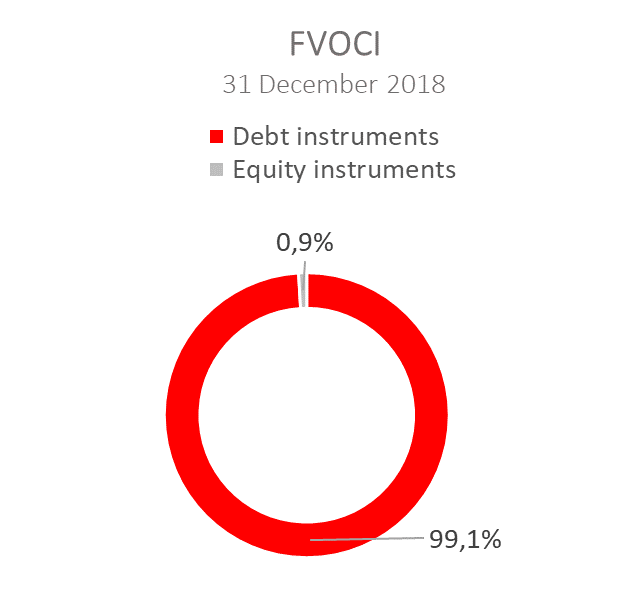 FVOCI
31 December 2018
Debt instruments
Equity instruments
0,9%
99,1%